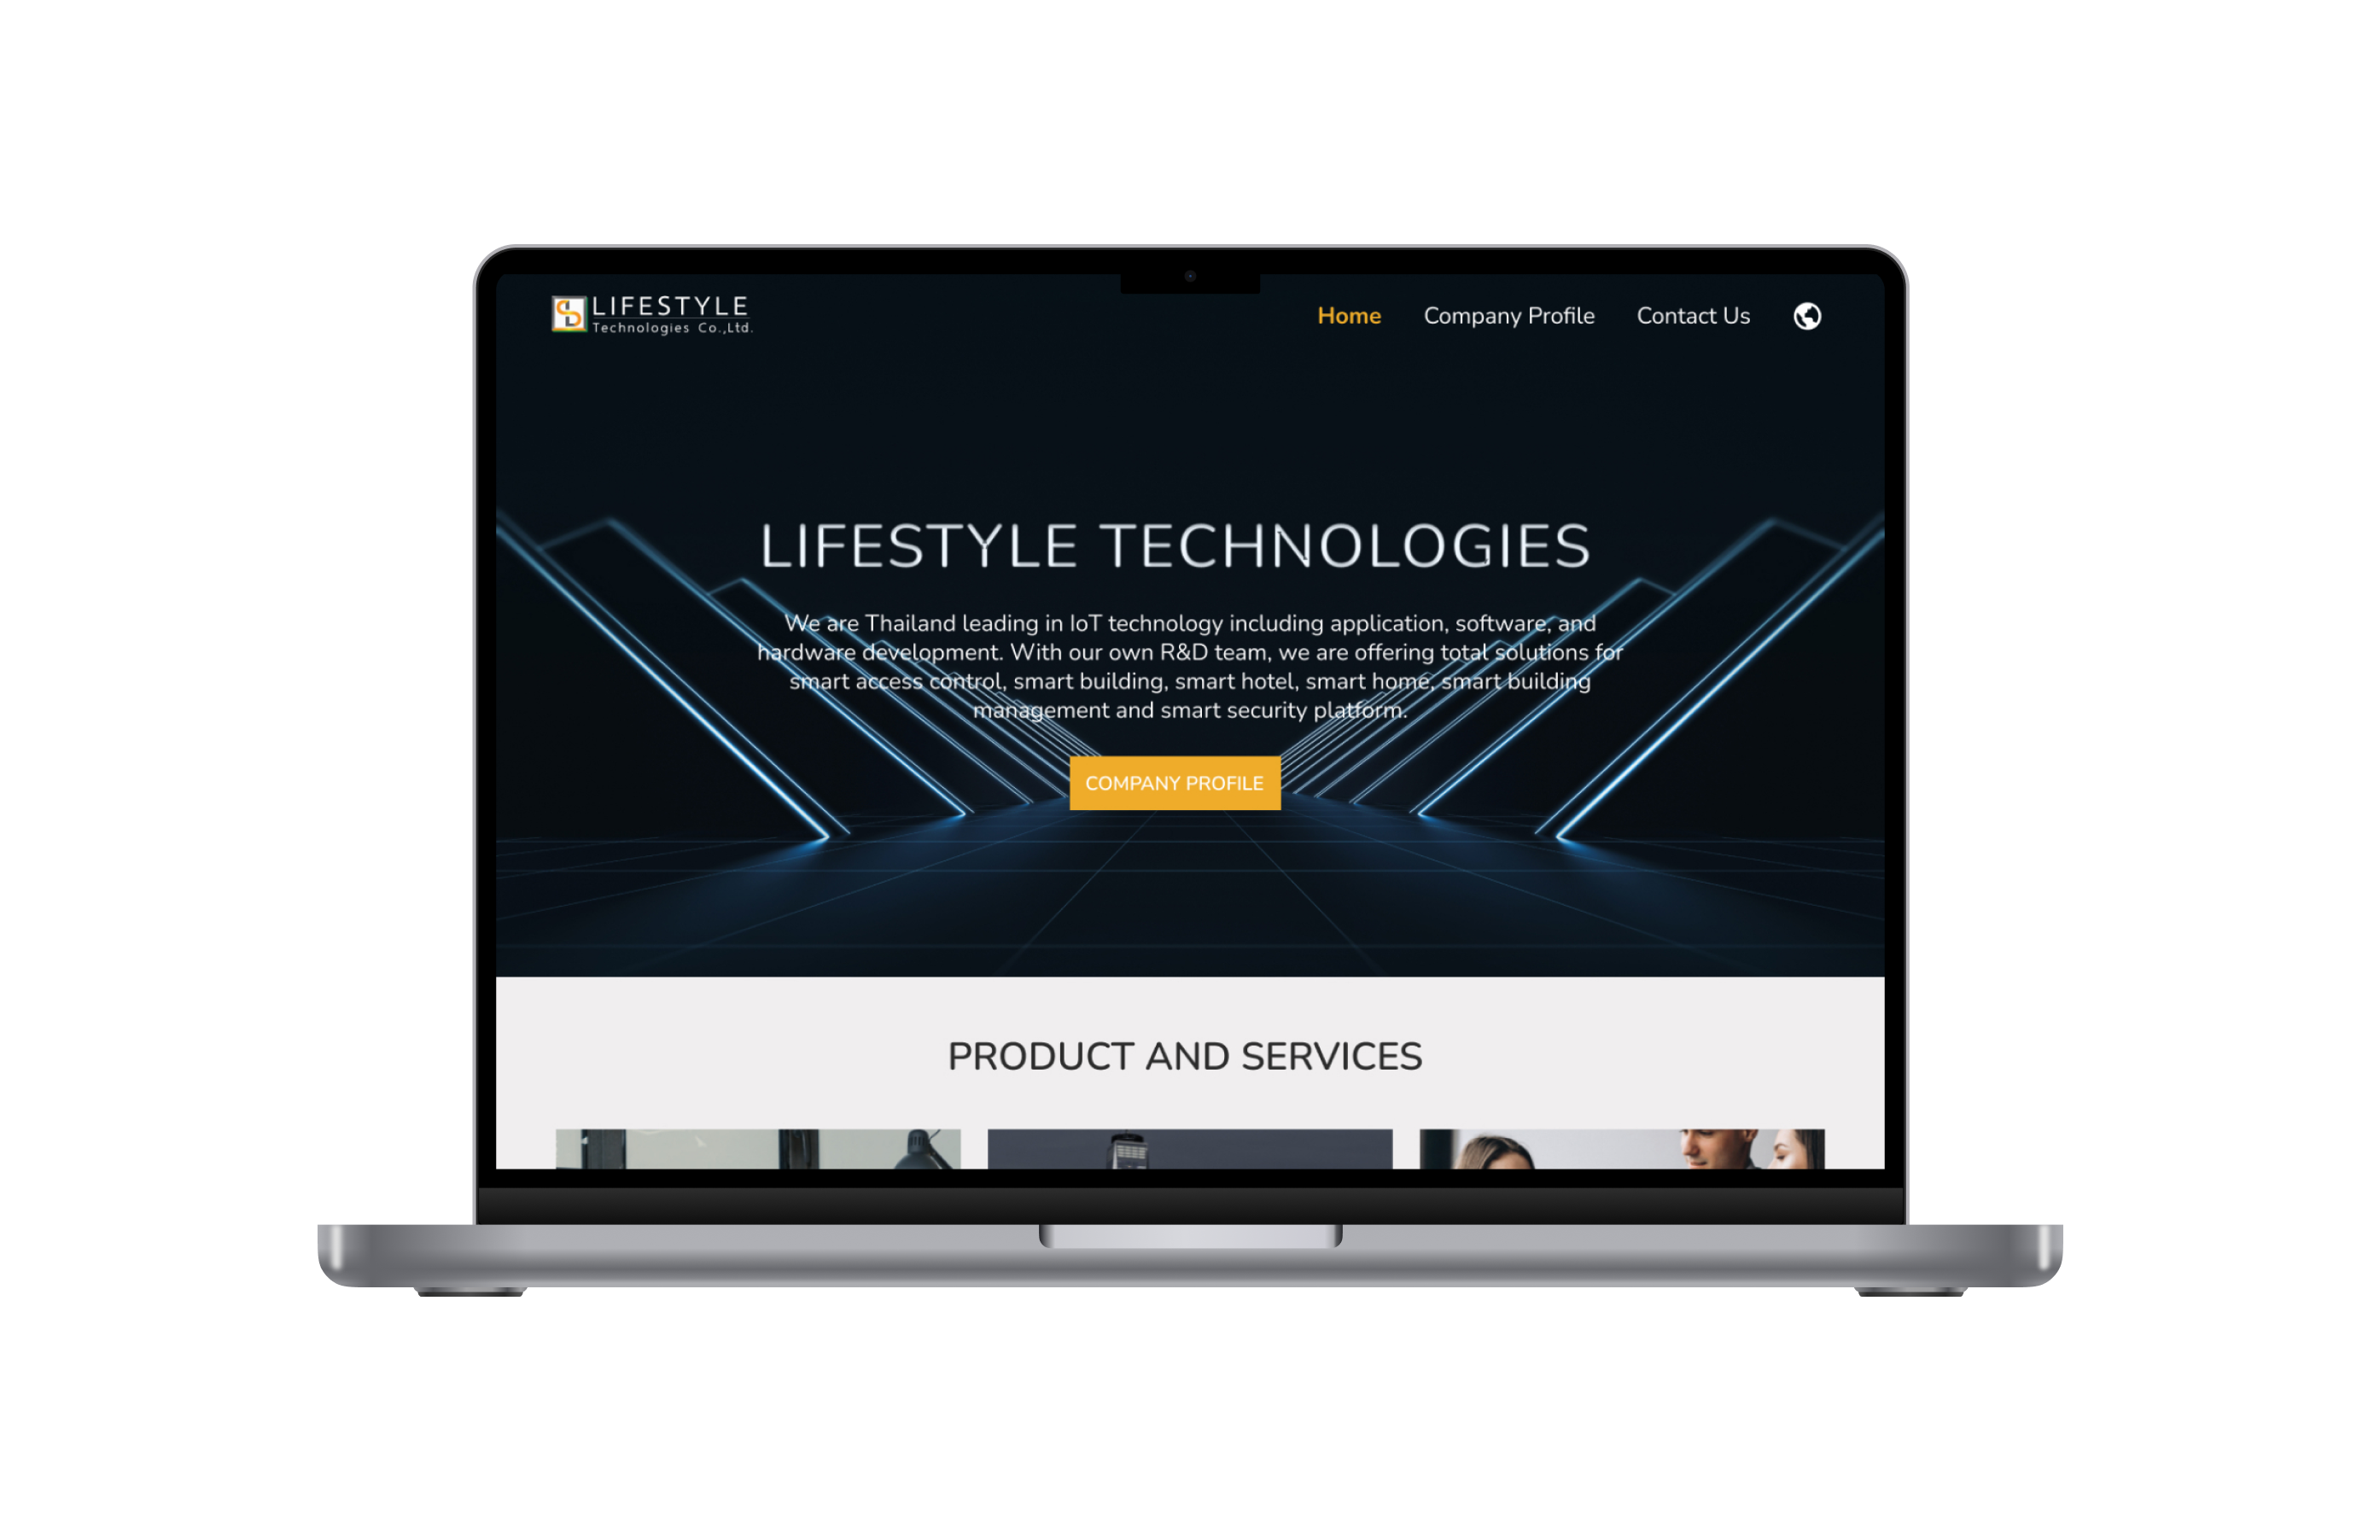 LIFESTYLE
Technologies Co.,Ltd.
Home Company Profile Contact Us
LIFESTYLE TECHNOLOGIES
We are Thailand leading in IoT technology including application, software, and
hardware development. With our own R&D team, we are offering total solutions for
smart access control, smart building, smart hotel, smart home, smart building
management and smart security platform.
COMPANY PROFILE
PRODUCT AND SERVICES